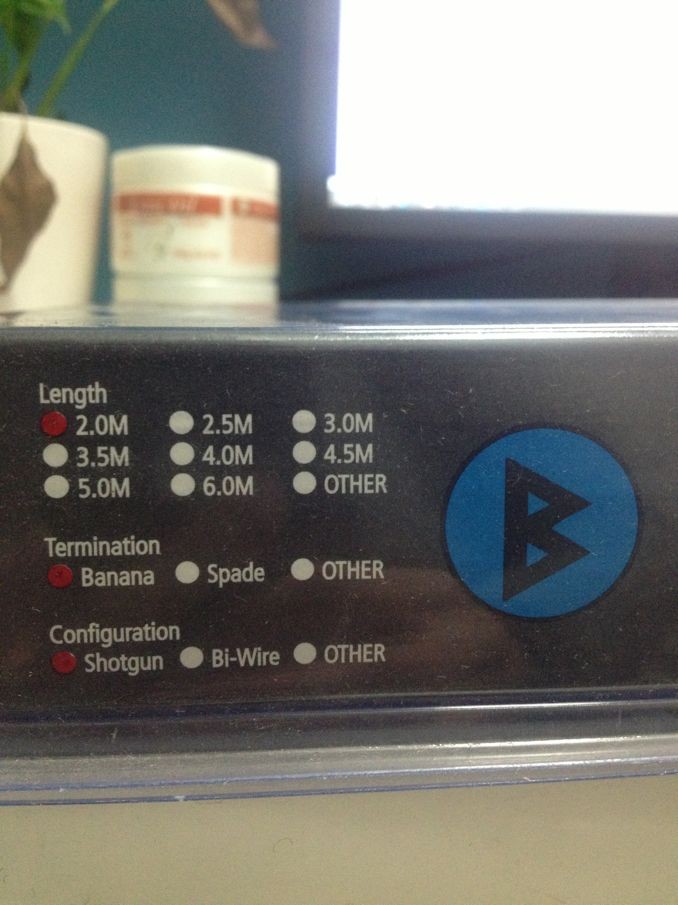 Length
2.0M 2.5M 3.0M
3.5M 4.0M 4.5M
5.0M 6.0M OTHER
Termination
Banana Spade OTHER
Configuration
Shotgun Bi-Wire OTHER
B